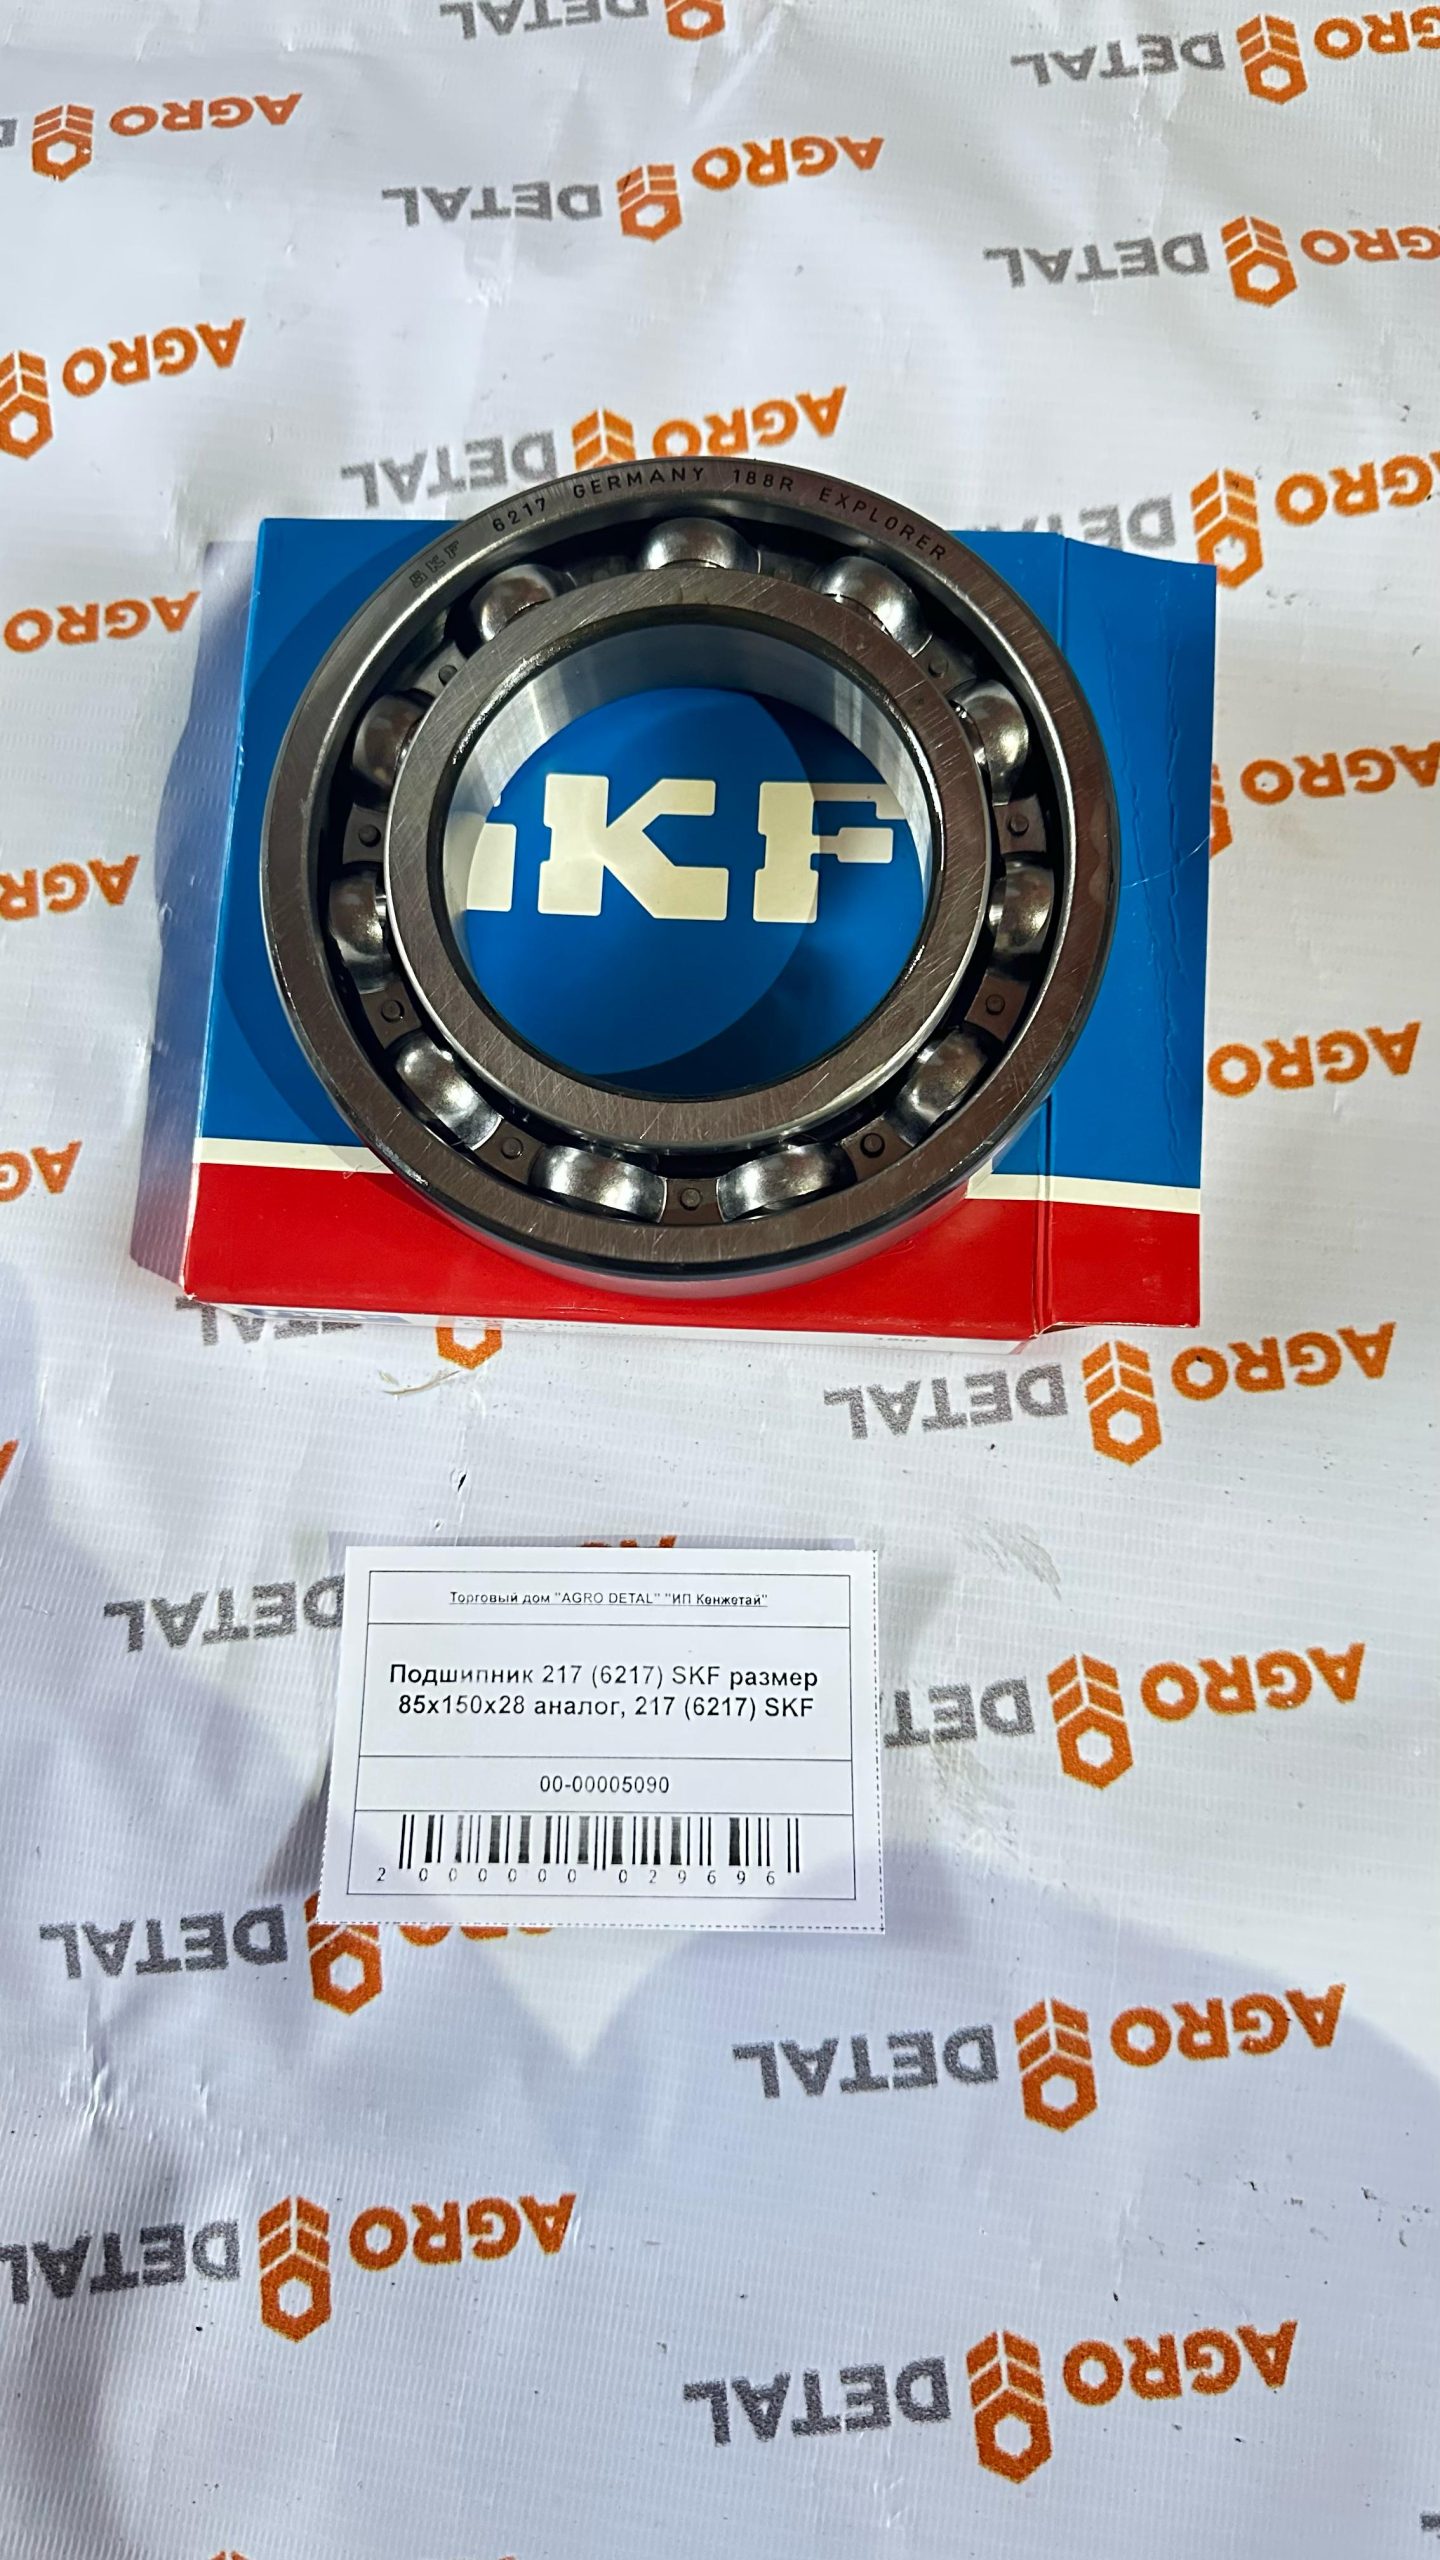 SKF 6217 GERMANY 188R EXPLORER
SKF
188R
Торговый дом "AGRO DETAL" "ИП Кенжетай"
Подшипник 217 (6217) SKF размер
85x150x28 аналог, 217 (6217) SKF
00-00005090
2 000000 029696
AGRO DETAL